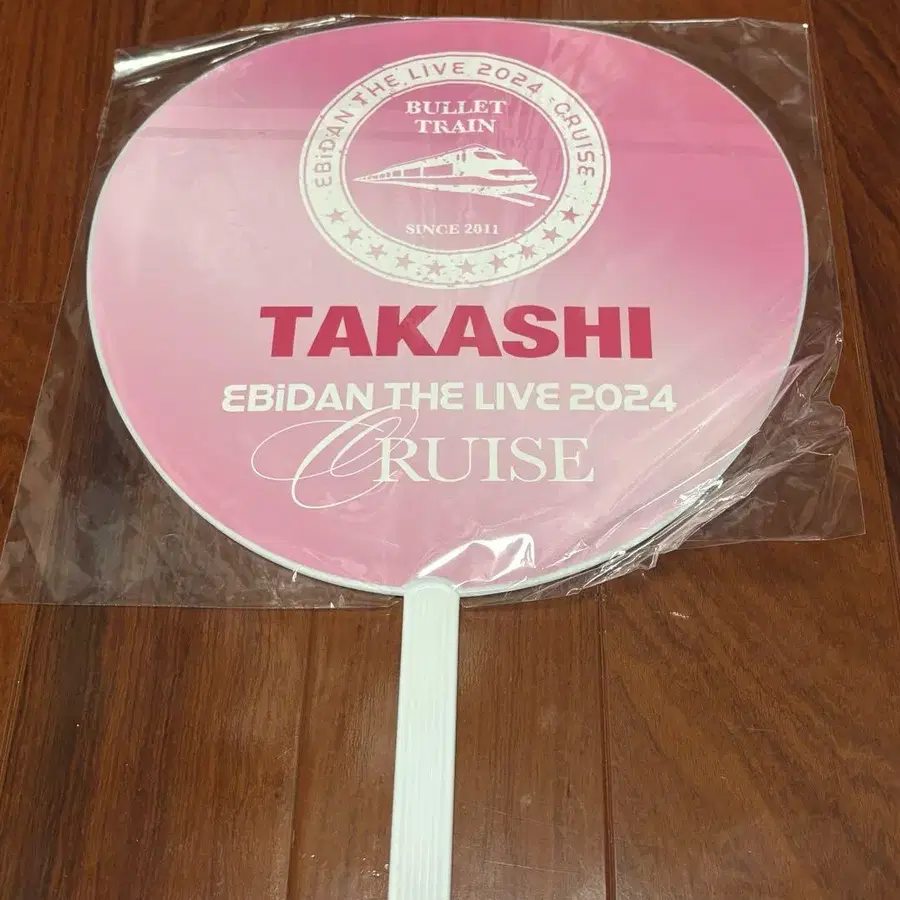 EBiDAN THE LIVE 2024 -CRUISE-
BULLET
TRAIN
SINCE 2011
TAKASHI
EBiDAN THE LIVE 2024
CRUISE